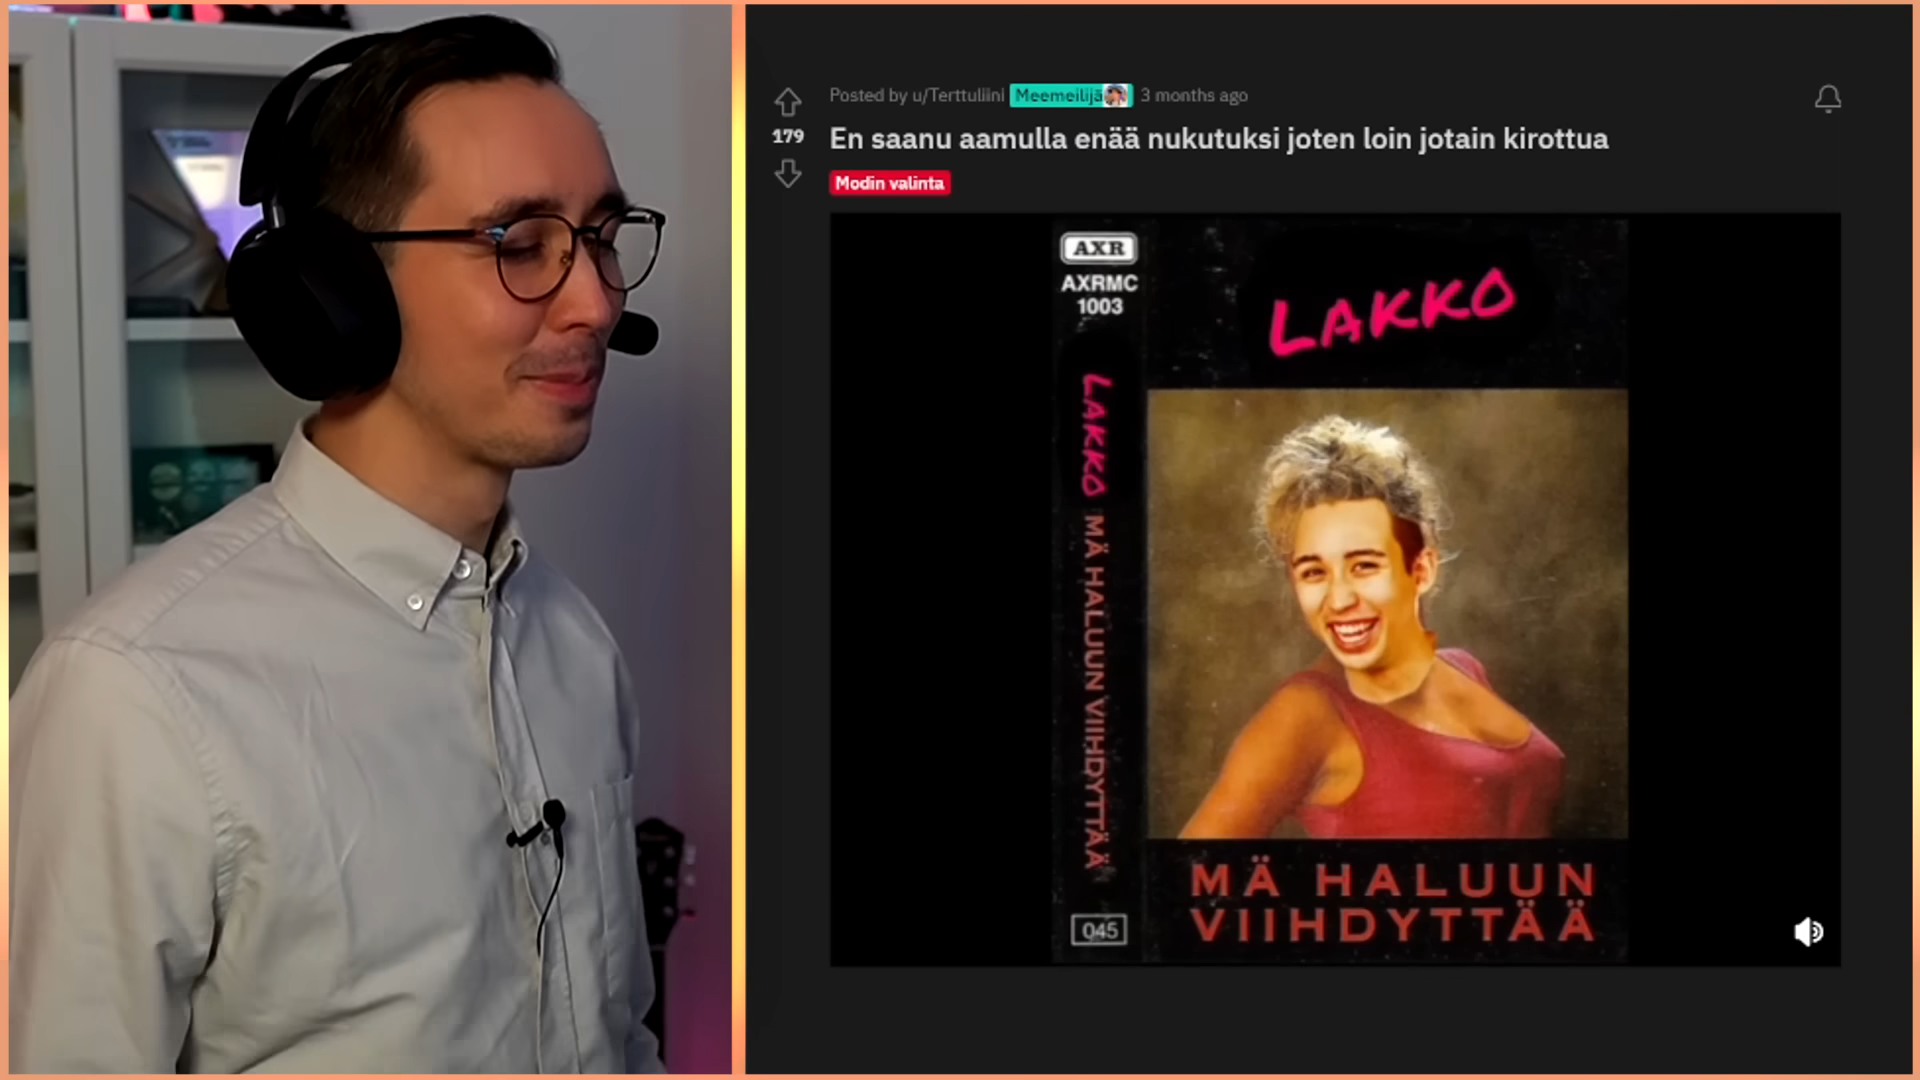 Posted by u/Terttuliini Meemeilijä 3 months ago
179
En saanu aamulla enää nukutuksi joten loin jotain kirottua
Modin valinta
AXR
AXRMC
1003
LAKKO MÄ HALUUN VIIHDYTTÄÄ
045
LAKKO
MÄ HALUUN
VIIHDYTTÄÄ